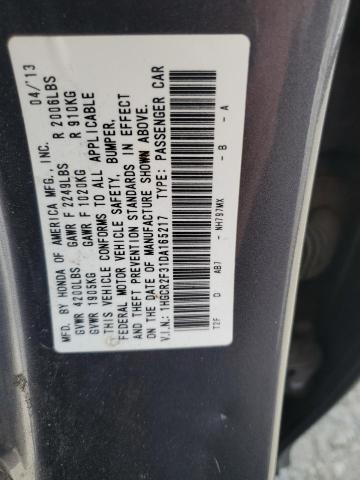 MFD. BY HONDA OF AMERICA MFG., INC. 04/'13
GVWR 4200LBS GAWR F 2249LBS R 2006LBS
GVWR 1905KG GAWR F 1020KG R 910KG
THIS VEHICLE CONFORMS TO ALL APPLICABLE
FEDERAL MOTOR VEHICLE SAFETY, BUMPER,
AND THEFT PREVENTION STANDARDS IN EFFECT
ON THE DATE OF MANUFACTURE SHOWN ABOVE.
V.I.N.: 1HGCR2F31DA165217 TYPE: PASSENGER CAR
T2F D AB7 - NH797MX - B - A